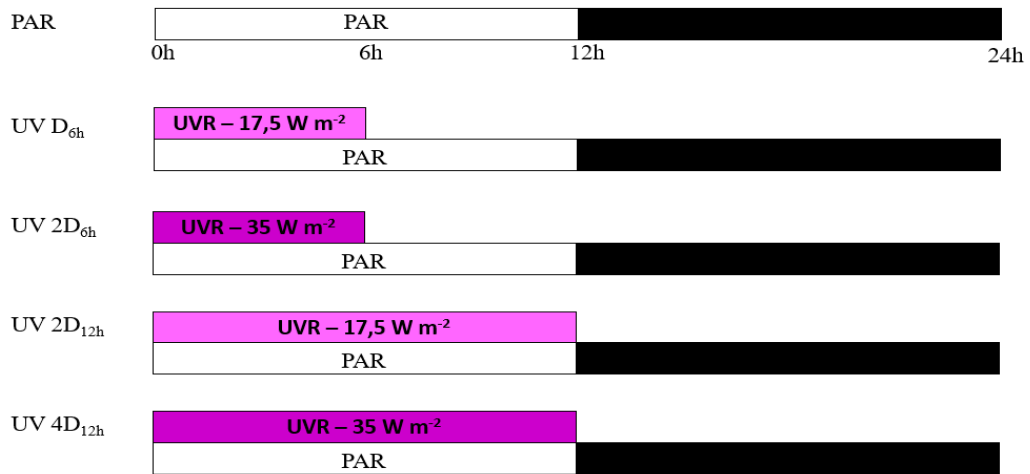 PAR
PAR
0h 6h 12h 24h
UV D₆ₕ
UVR – 17,5 W m⁻²
PAR
UV 2D₆ₕ
UVR – 35 W m⁻²
PAR
UV 2D₁₂ₕ
UVR – 17,5 W m⁻²
PAR
UV 4D₁₂ₕ
UVR – 35 W m⁻²
PAR